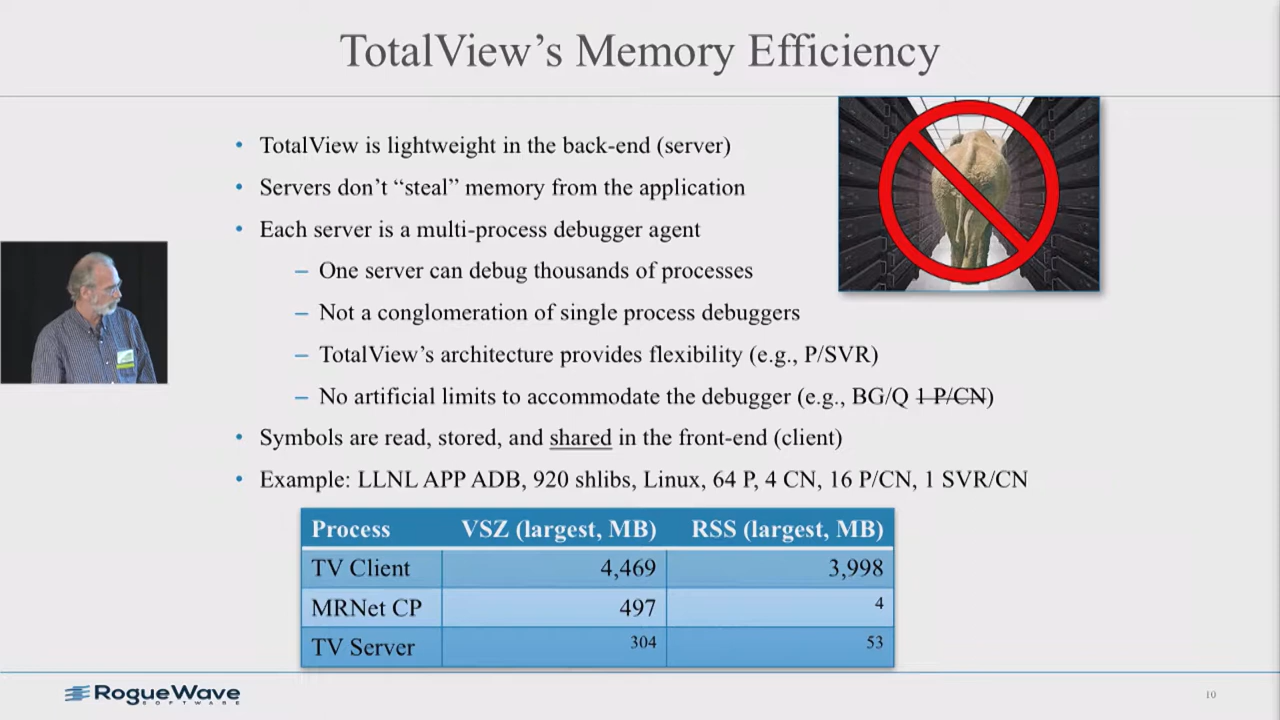 TotalView's Memory Efficiency
• TotalView is lightweight in the back-end (server)
• Servers don't “steal” memory from the application
• Each server is a multi-process debugger agent
– One server can debug thousands of processes
– Not a conglomeration of single process debuggers
– TotalView's architecture provides flexibility (e.g., P/SVR)
– No artificial limits to accommodate the debugger (e.g., BG/Q 1 P/CN)
• Symbols are read, stored, and shared in the front-end (client)
• Example: LLNL APP ADB, 920 shlibs, Linux, 64 P, 4 CN, 16 P/CN, 1 SVR/CN
Process VSZ (largest, MB) RSS (largest, MB)
TV Client 4,469 3,998
MRNet CP 497 4
TV Server 304 53
RogueWave
SOFTWARE
10